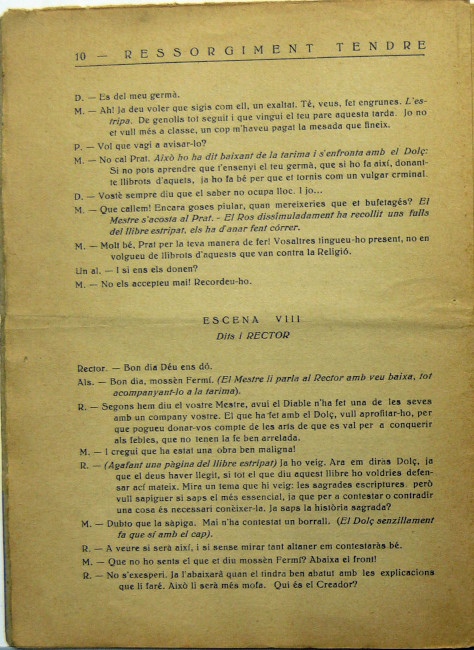 10 — RESSORGIMENT TENDRE
D. — Es del meu germà.
M. — Ah! Ja deu voler que sigis com ell, un exaltat. Té, veus, fet engrunes. L'es-
tripa. De genolls tot seguit i que vingui el teu pare aquesta tarda. Jo no
et vull més a classe, un cop m'haveu pagat la mesada que fineix.
P. — Vol que vagi a avisar-lo?
M. — No cal Prat. Això ho ha dit baixant de la tarima i s'enfronta amb el Dolç:
Si no pots aprendre que t'ensenyi el teu germà, que si ho fa així, donant-
te llibrots d'aquets, ja ho fa bé per que et tornis com un vulgar crminal.
D. — Vostè sempre diu que el saber no ocupa lloc. I jo...
M. — Que callem! Encara goses piular, quan mereixeries que et bufetagés? El
Mestre s'acosta al Prat. - El Ros dissimuladament ha recollit uns fulls
del llibre estripat, els ha d'anar fent córrer.
M. — Molt bé, Prat per la teva manera de fer! Vosaltres tingueu-ho present, no en
volgueu de llibrots d'aquests que van contra la Religió.
Un al. — I si ens els donen?
M. — No els accepteu mai! Recordeu-ho.
ESCENA VIII
Dits i RECTOR
Rector. — Bon dia Déu ens dó.
Als. — Bon dia, mossèn Fermí. (El Mestre li parla al Rector amb veu baixa, tot
acompanyant-lo a la tarima).
R. — Segons hem diu el vostre Mestre, avui el Diable n'ha fet una de les seves
amb un company vostre. El que ha fet amb el Dolç, vull aprofitar-ho, per
que pogueu donar-vos compte de les arts de que es val per a conquerir
als febles, que no tenen la fe ben arrelada.
M. — I cregui que ha estat una obra ben maligna!
R. — (Agafant una pàgina del llibre estripat) Ja ho veig. Ara em diràs Dolç, ja
que el deus haver llegit, si tot el que diu aquest llibre ho voldries defen-
sar ací mateix. Mira un tema que hi veig: les sagrades escriptures. però
vull sapiguer si saps el més essencial, ja que per a contestar o contradir
una cosa és necessari conèixer-la. Ja saps la història sagrada?
M. — Dubto que la sàpiga. Mai n'ha contestat un borrall. (El Dolç senzillament
fa que si amb el cap).
R. — A veure si serà així, i si sense mirar tant altaner em contestaràs bé.
M. — Que no ho sents el que et diu mossèn Fermí? Abaixa el front!
R. — No s'exesperi. Ja l'abaixarà quan el tindra ben abatut amb les explicacions
que li faré. Això li serà més mofa. Qui és el Creador?